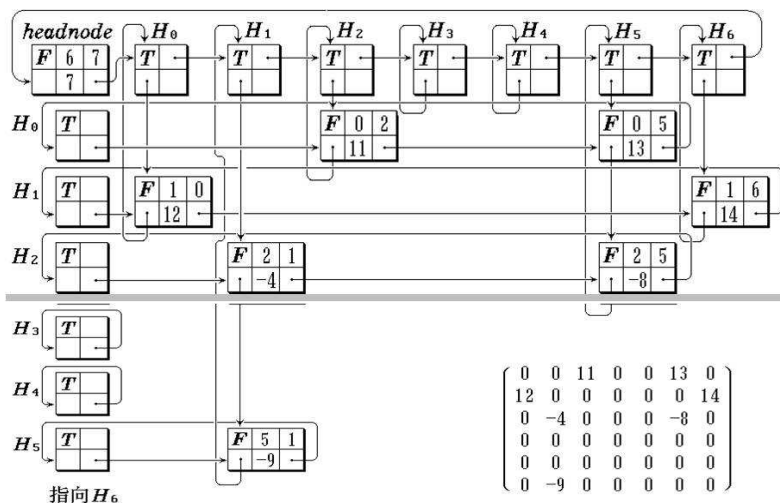 headnode H₀ H₁ H₂ H₃ H₄ H₅ H₆
F 6 7 T T T T T T T
7
H₀ T F 0 2 F 0 5
11 13
H₁ T F 1 0 F 1 6
12 14
H₂ T F 2 1 F 2 5
-4 -8
H₃ T
H₄ T
H₅ T F 5 1
-9
指向H₆
0 0 11 0 0 13 0
12 0 0 0 0 0 14
0 -4 0 0 0 -8 0
0 0 0 0 0 0 0
0 0 0 0 0 0 0
0 -9 0 0 0 0 0